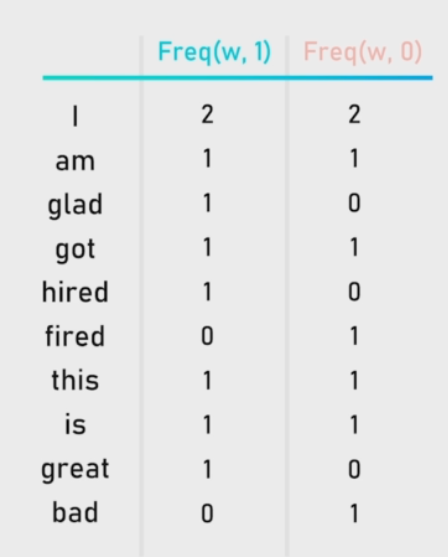 Freq(w, 1) Freq(w, 0)
I 2 2
am 1 1
glad 1 0
got 1 1
hired 1 0
fired 0 1
this 1 1
is 1 1
great 1 0
bad 0 1